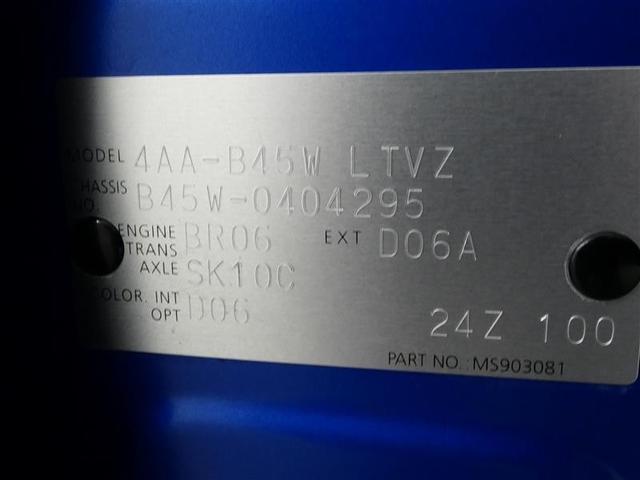 MODEL 4AA-B45W LTVZ
CHASSIS NO. B45W-0404295
ENGINE BR06 EXT D06A
TRANS AXLE SK10C
COLOR. INT D06
OPT
24Z 100
PART NO.:MS903081